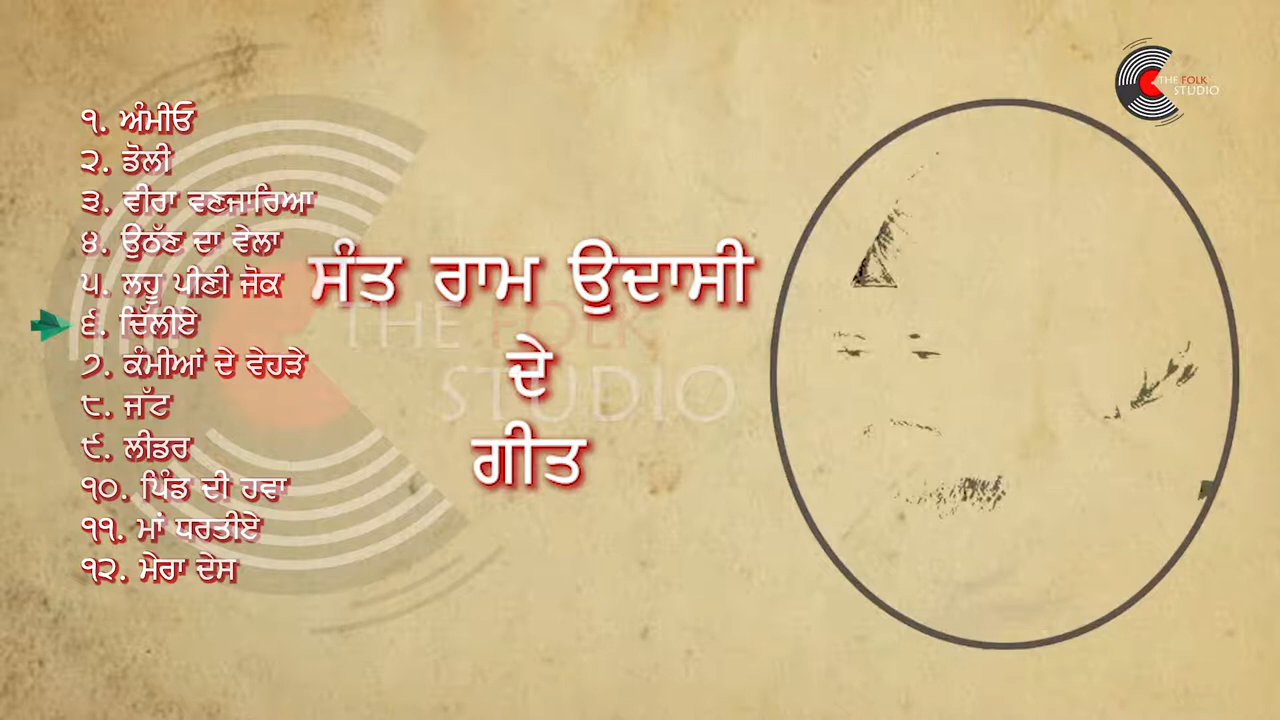 THE FOLK
STUDIO
੧. ਅੰਮੀਓ
੨. ਡੋਲੀ
੩. ਵੀਰਾ ਵਣਜਾਰਿਆ
੪. ਉਠੱਣ ਦਾ ਵੇਲਾ
੫. ਲਹੂ ਪੀਣੀ ਜੋਕ
੬. ਦਿੱਲੀਏ
੭. ਕੰਮੀਆਂ ਦੇ ਵੇਹੜੇ
੮. ਜੱਟ
੯. ਲੀਡਰ
੧੦. ਪਿੰਡ ਦੀ ਹਵਾ
੧੧. ਮਾਂ ਧਰਤੀਏ
੧੨. ਮੇਰਾ ਦੇਸ
ਸੰਤ ਰਾਮ ਉਦਾਸੀ
ਦੇ
ਗੀਤ
THE FOLK
STUDIO